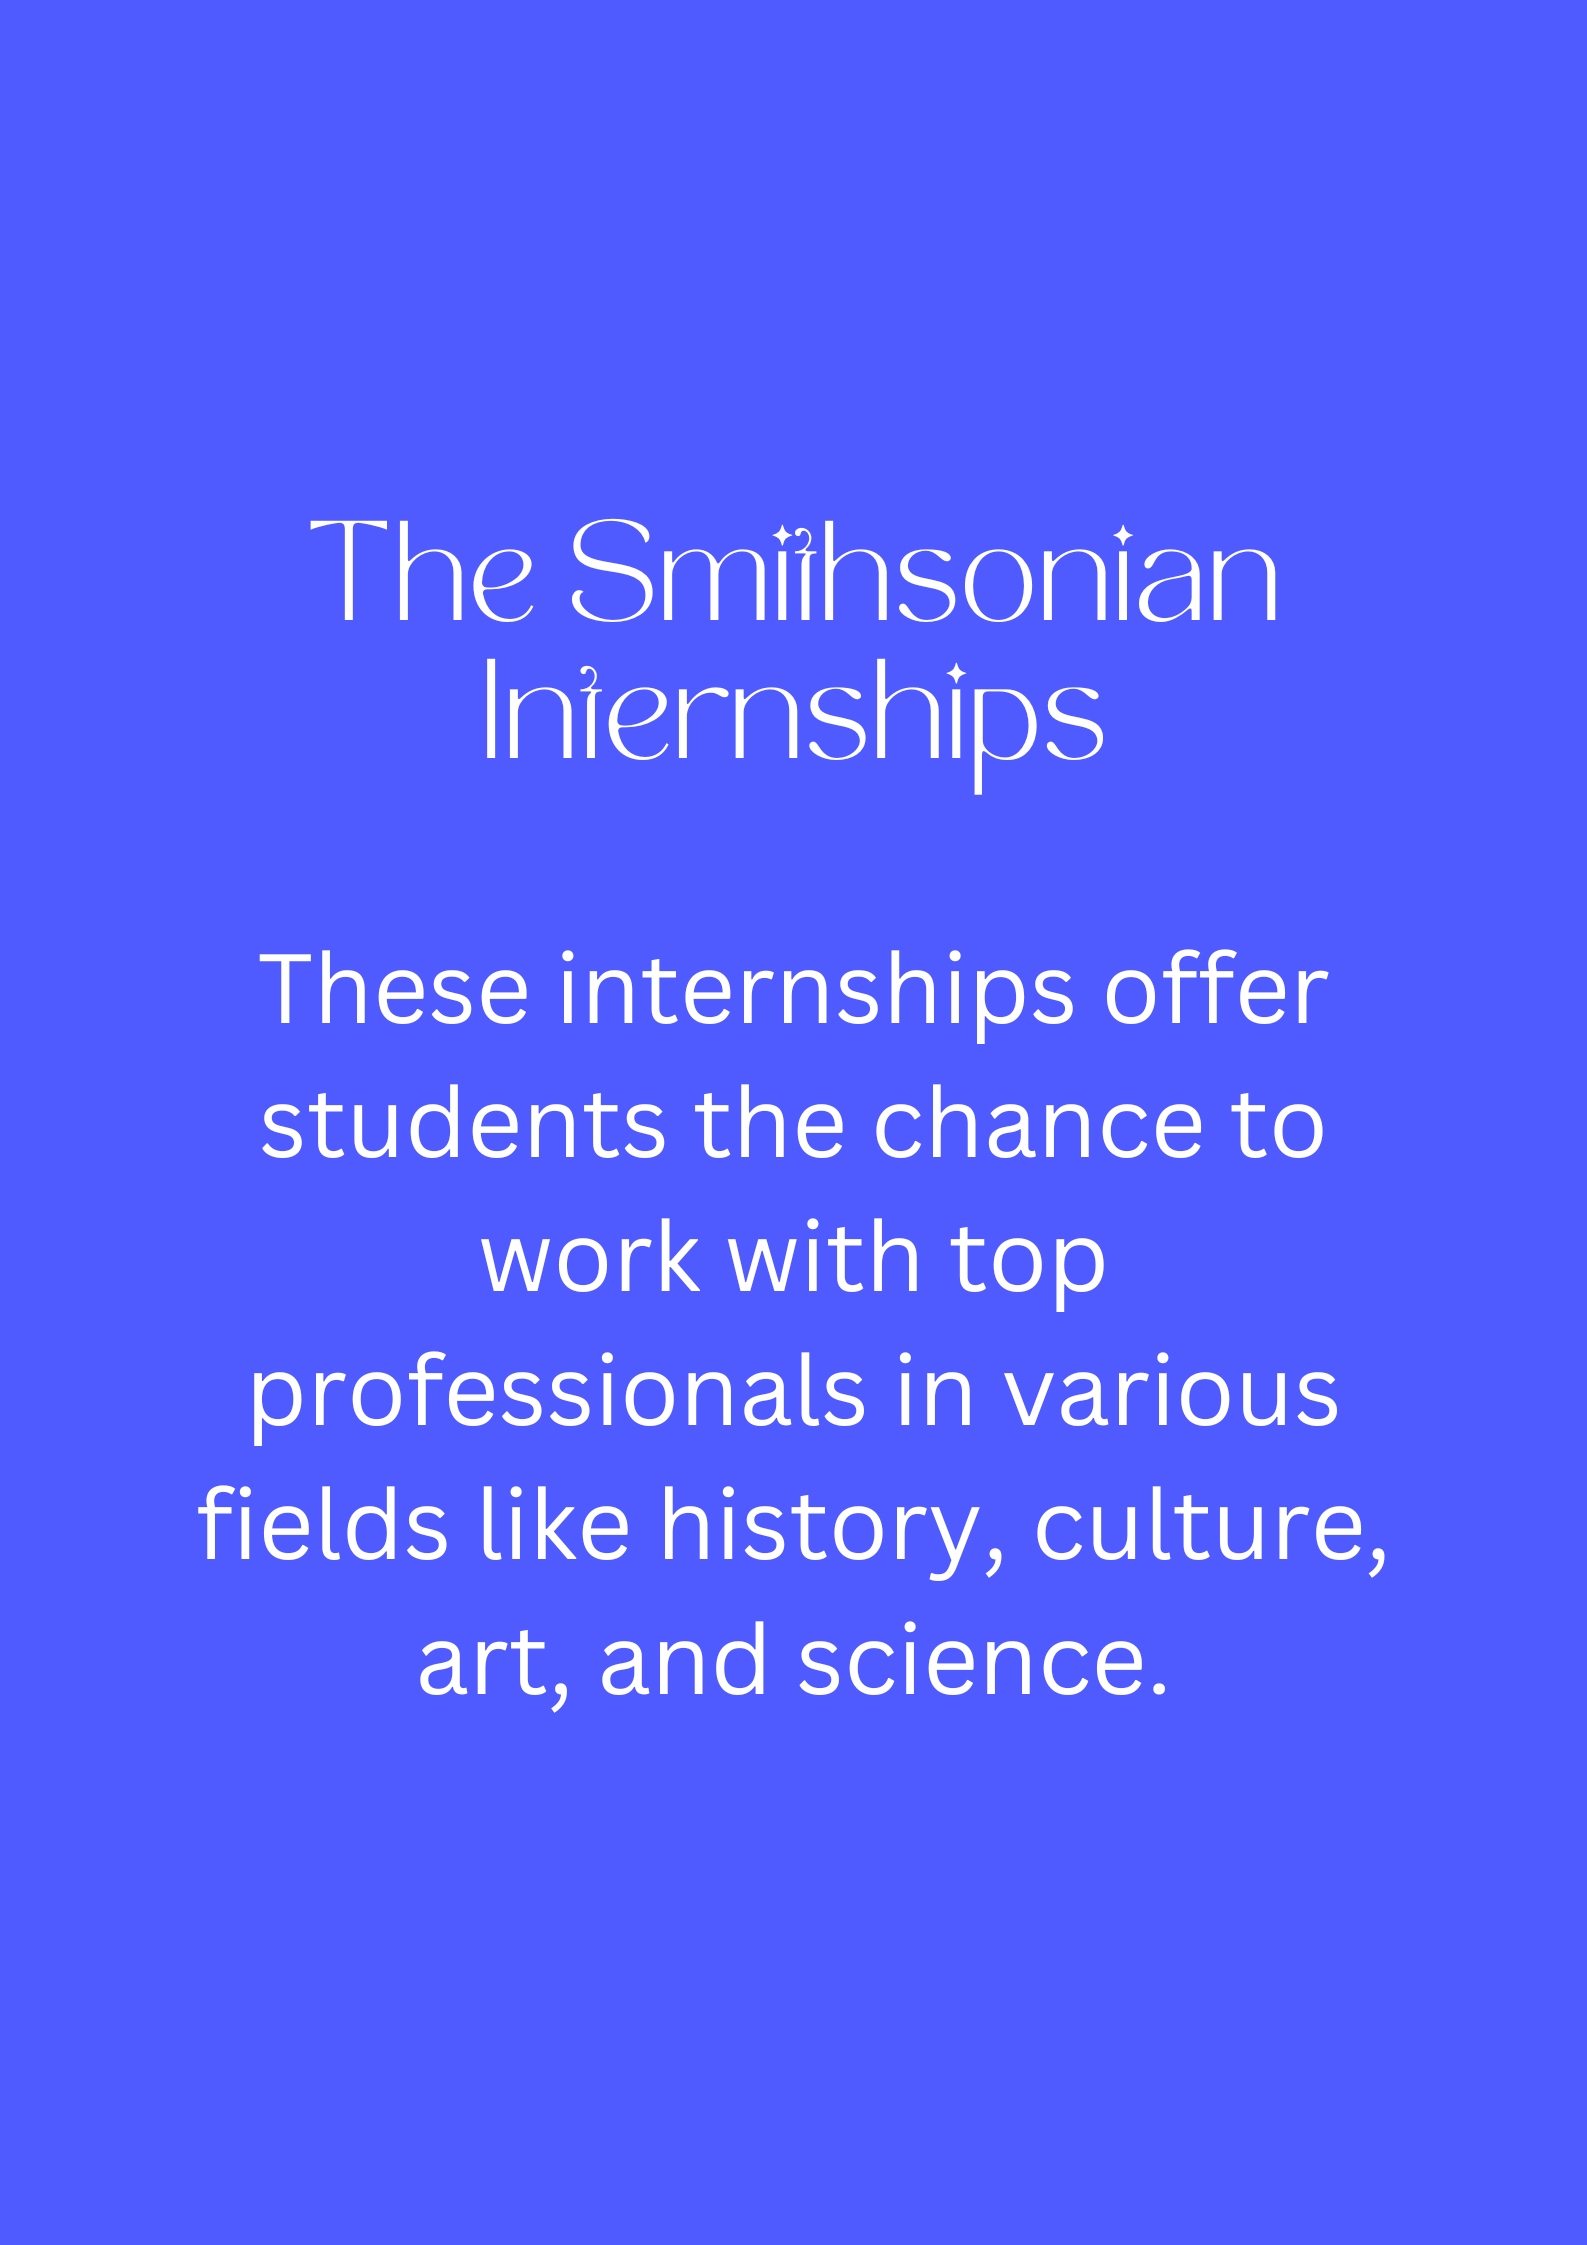 The Smithsonian
Internships
These internships offer
students the chance to
work with top
professionals in various
fields like history, culture,
art, and science.